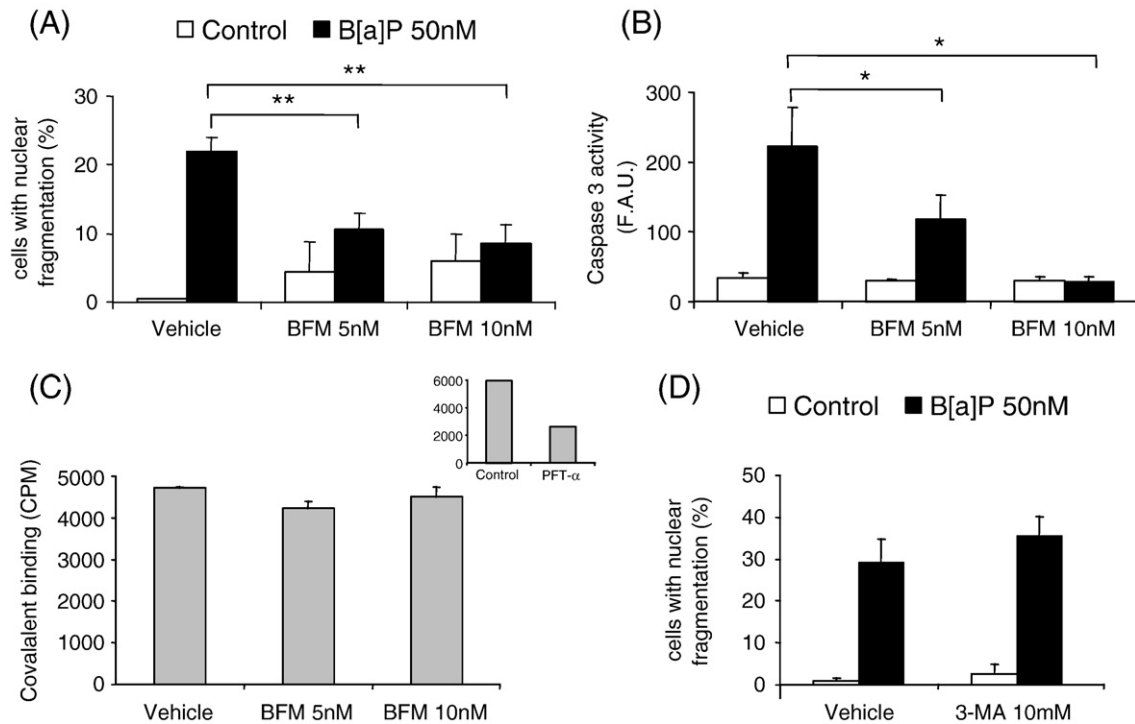 (A)
Control B[a]P 50nM
**
**
cells with nuclear
fragmentation (%)
30
20
10
0
Vehicle BFM 5nM BFM 10nM
(B)
*
*
Caspase 3 activity
(F.A.U.)
300
200
100
0
Vehicle BFM 5nM BFM 10nM
(C)
6000
4000
2000
0
Control PFT-α
Covalalent binding (CPM)
5000
4000
3000
4000
1000
0
Vehicle BFM 5nM BFM 10nM
(D)
Control B[a]P 50nM
cells with nuclear
fragmentation (%)
50
40
30
20
10
0
Vehicle 3-MA 10mM